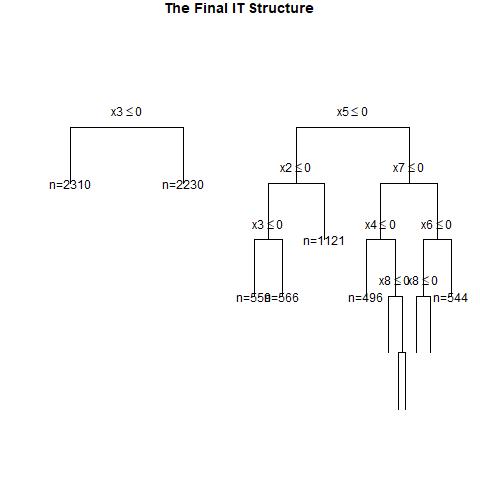 The Final IT Structure
x3 ≤ 0
x5 ≤ 0
x2 ≤ 0
x7 ≤ 0
n=2310
n=2230
x3 ≤ 0
x4 ≤ 0
x6 ≤ 0
n=1121
x8 ≤ 0
x8 ≤ 0
n=566
n=496
n=544